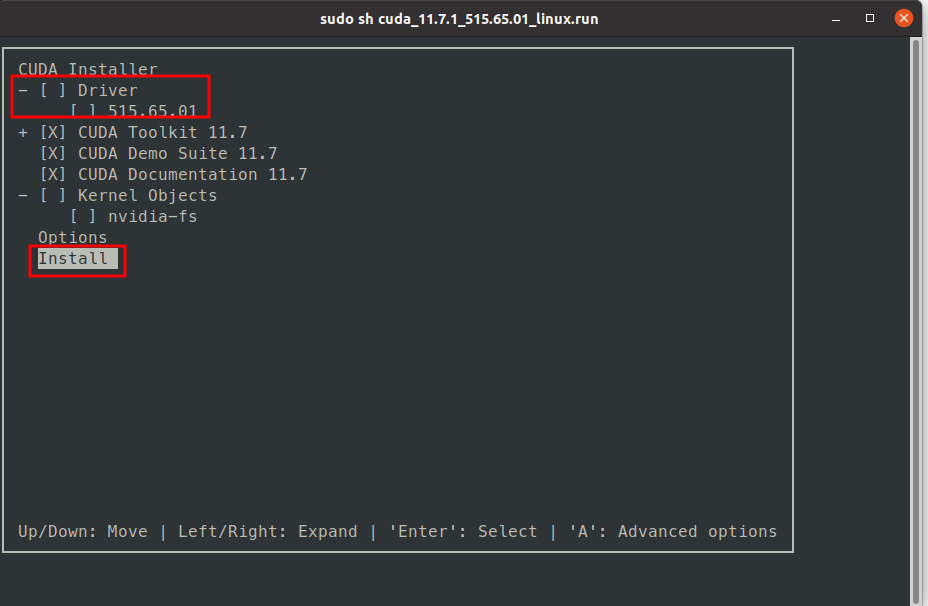 sudo sh cuda_11.7.1_515.65.01_linux.run
CUDA Installer
- [ ] Driver
[ ] 515.65.01
+ [X] CUDA Toolkit 11.7
[X] CUDA Demo Suite 11.7
[X] CUDA Documentation 11.7
- [ ] Kernel Objects
[ ] nvidia-fs
Options
Install
Up/Down: Move | Left/Right: Expand | 'Enter': Select | 'A': Advanced options